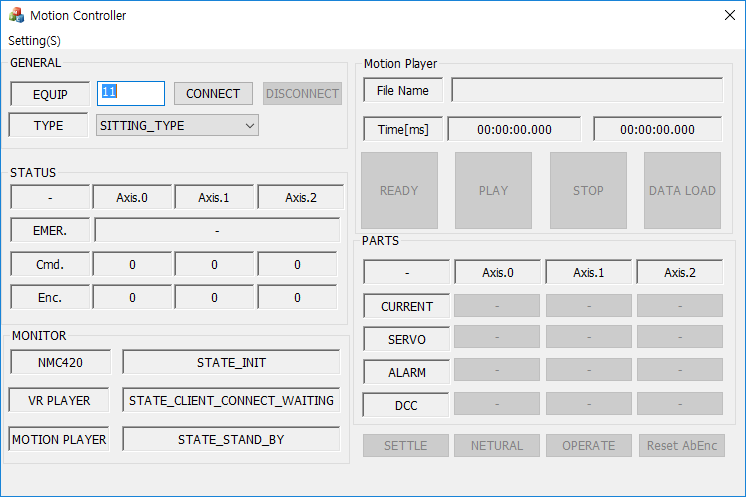 Motion Controller
Setting(S)
GENERAL
EQUIP 11 CONNECT DISCONNECT
TYPE SITTING_TYPE
STATUS
- Axis.0 Axis.1 Axis.2
EMER. -
Cmd. 0 0 0
Enc. 0 0 0
MONITOR
NMC420 STATE_INIT
VR PLAYER STATE_CLIENT_CONNECT_WAITING
MOTION PLAYER STATE_STAND_BY
Motion Player
File Name
Time[ms] 00:00:00.000 00:00:00.000
READY PLAY STOP DATA LOAD
PARTS
- Axis.0 Axis.1 Axis.2
CURRENT - - -
SERVO - - -
ALARM - - -
DCC - - -
SETTLE NETURAL OPERATE Reset AbEnc